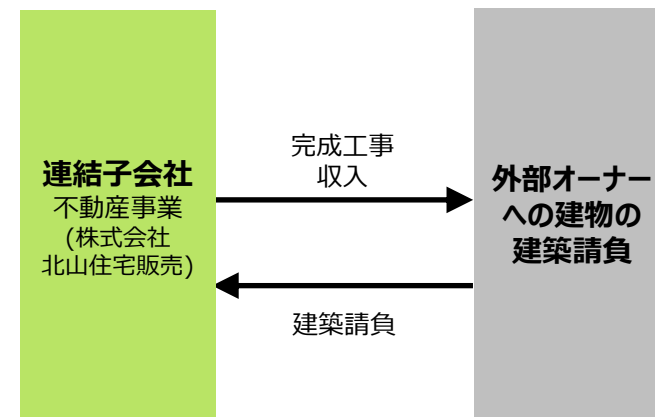 連結子会社
不動産事業
(株式会社
北山住宅販売)
完成工事
収入
建築請負
外部オーナー
への建物の
建築請負